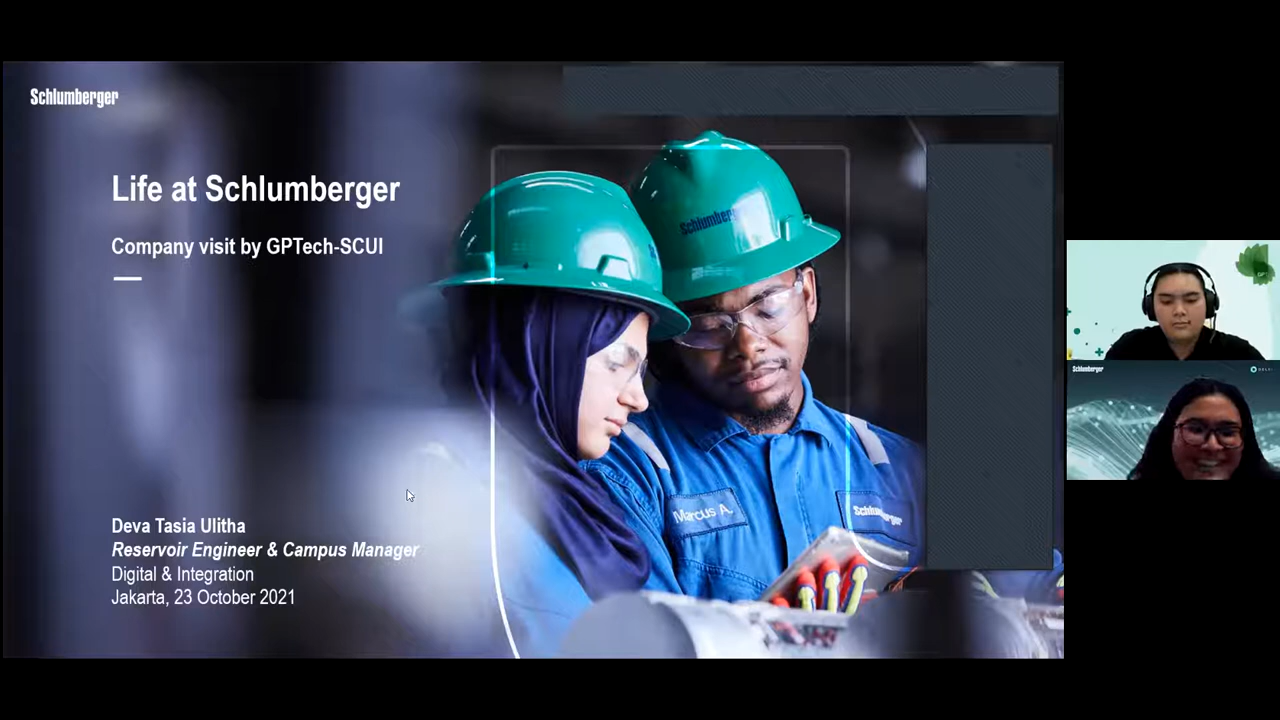 Schlumberger
Life at Schlumberger
Company visit by GPTech-SCUI
Deva Tasia Ulitha
Reservoir Engineer & Campus Manager
Digital & Integration
Jakarta, 23 October 2021
Schlumberger
Marcus A.
Schlumberger
Schlumberger